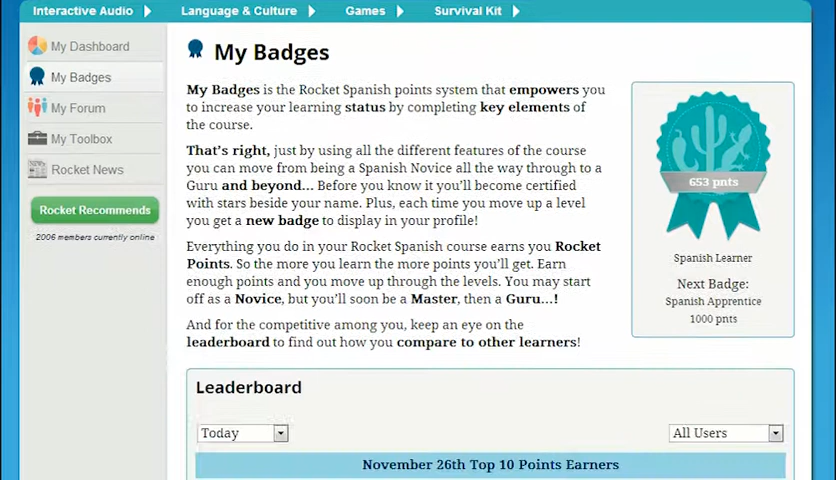 Interactive Audio
Language & Culture
Games
Survival Kit
My Dashboard
My Badges
My Forum
My Toolbox
Rocket News
Rocket Recommends
2006 members currently online
My Badges
My Badges is the Rocket Spanish points system that empowers you
to increase your learning status by completing key elements of
the course.
That's right, just by using all the different features of the course
you can move from being a Spanish Novice all the way through to a
Guru and beyond... Before you know it you'll become certified
with stars beside your name. Plus, each time you move up a level
you get a new badge to display in your profile!
Everything you do in your Rocket Spanish course earns you Rocket
Points. So the more you learn the more points you'll get. Earn
enough points and you move up through the levels. You may start
off as a Novice, but you'll soon be a Master, then a Guru...!
And for the competitive among you, keep an eye on the
leaderboard to find out how you compare to other learners!
653 pnts
Spanish Learner
Next Badge:
Spanish Apprentice
1000 pnts
Leaderboard
Today
All Users
November 26th Top 10 Points Earners